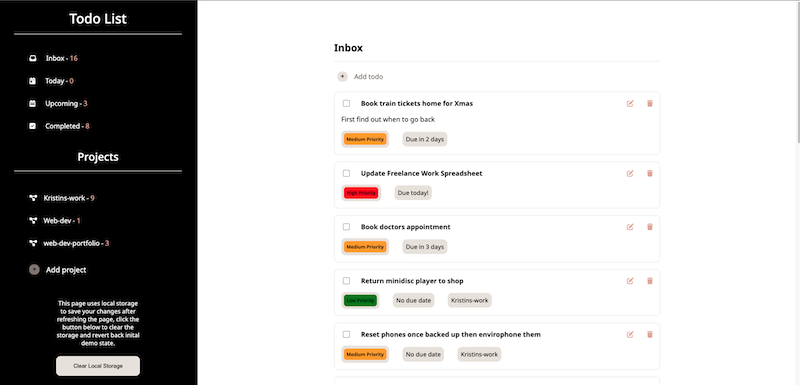 Todo List
Inbox - 16
Today - 0
Upcoming - 3
Completed - 8
Projects
Kristins-work - 9
Web-dev - 1
web-dev-portfolio - 3
Add project
This page uses local storage
to save your changes after
refreshing the page, click the
button below to clear the
storage and revert back inital
demo state.
Clear Local Storage
Inbox
Add todo
Book train tickets home for Xmas
First find out when to go back
Medium Priority Due in 2 days
Update Freelance Work Spreadsheet
High Priority Due today!
Book doctors appointment
Medium Priority Due in 3 days
Return minidisc player to shop
Low Priority No due date Kristins-work
Reset phones once backed up then envirophone them
Medium Priority No due date Kristins-work